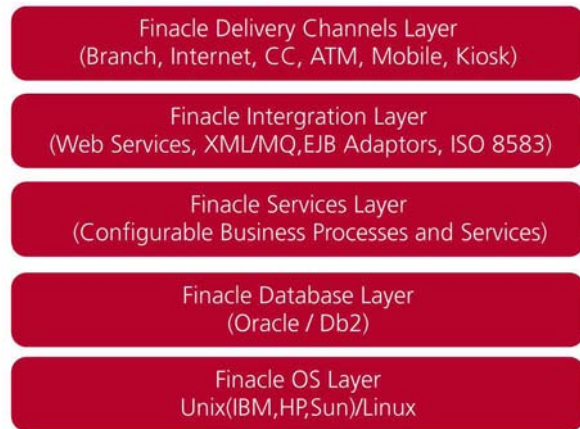 Finacle Delivery Channels Layer
(Branch, Internet, CC, ATM, Mobile, Kiosk)
Finacle Intergration Layer
(Web Services, XML/MQ,EJB Adaptors, ISO 8583)
Finacle Services Layer
(Configurable Business Processes and Services)
Finacle Database Layer
(Oracle / Db2)
Finacle OS Layer
Unix(IBM,HP,Sun)/Linux